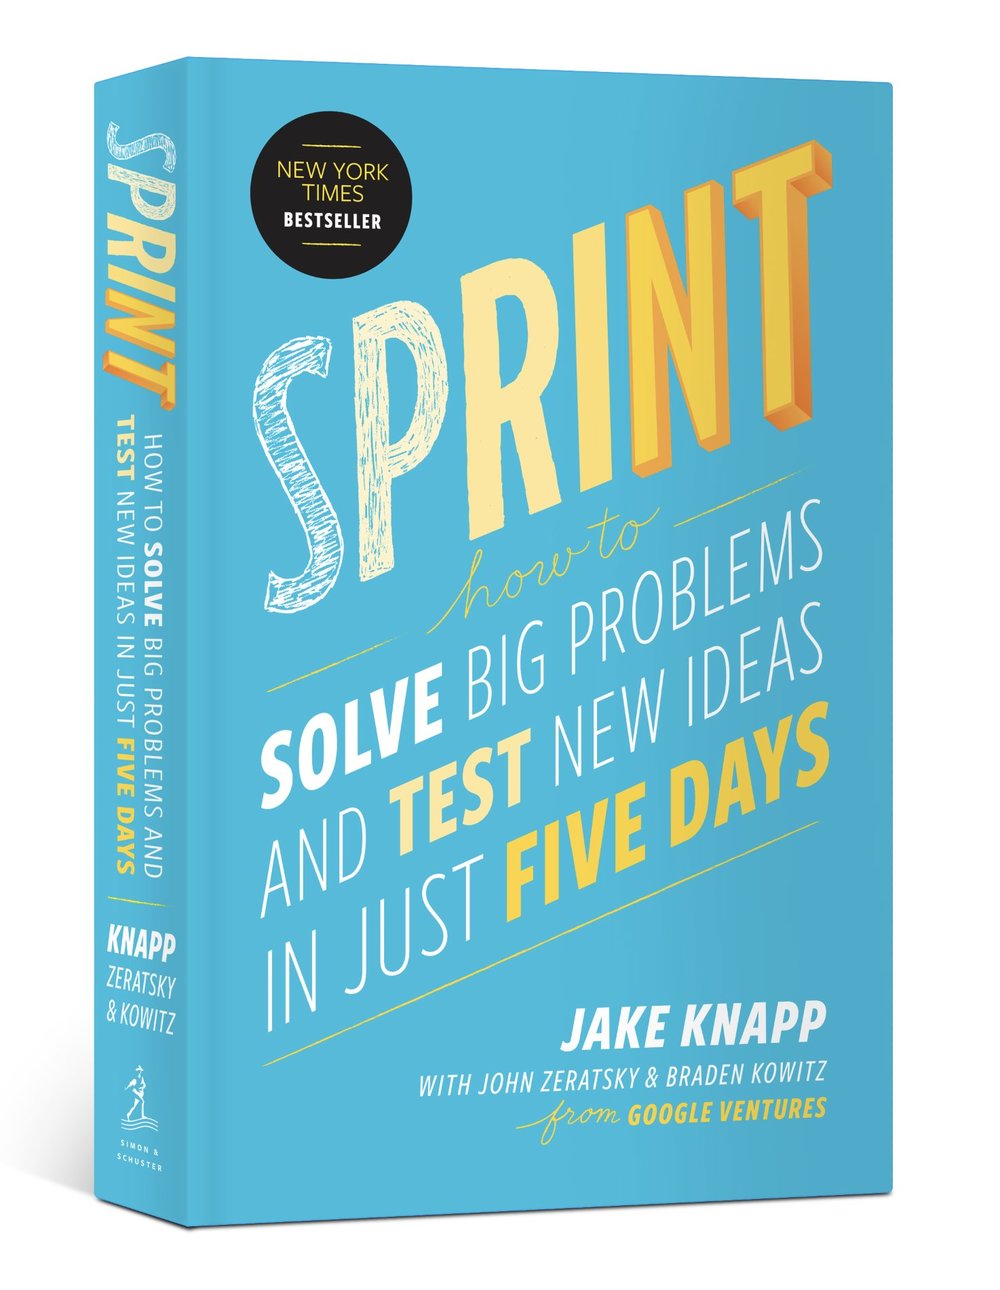 SPRINT
HOW TO SOLVE BIG PROBLEMS AND
TEST NEW IDEAS IN JUST FIVE DAYS
KNAPP
ZERATSKY
& KOWITZ
SIMON &
SCHUSTER
NEW YORK
TIMES
BESTSELLER
SPRINT
how to
SOLVE BIG PROBLEMS
AND TEST NEW IDEAS
IN JUST FIVE DAYS
JAKE KNAPP
WITH JOHN ZERATSKY & BRADEN KOWITZ
from GOOGLE VENTURES